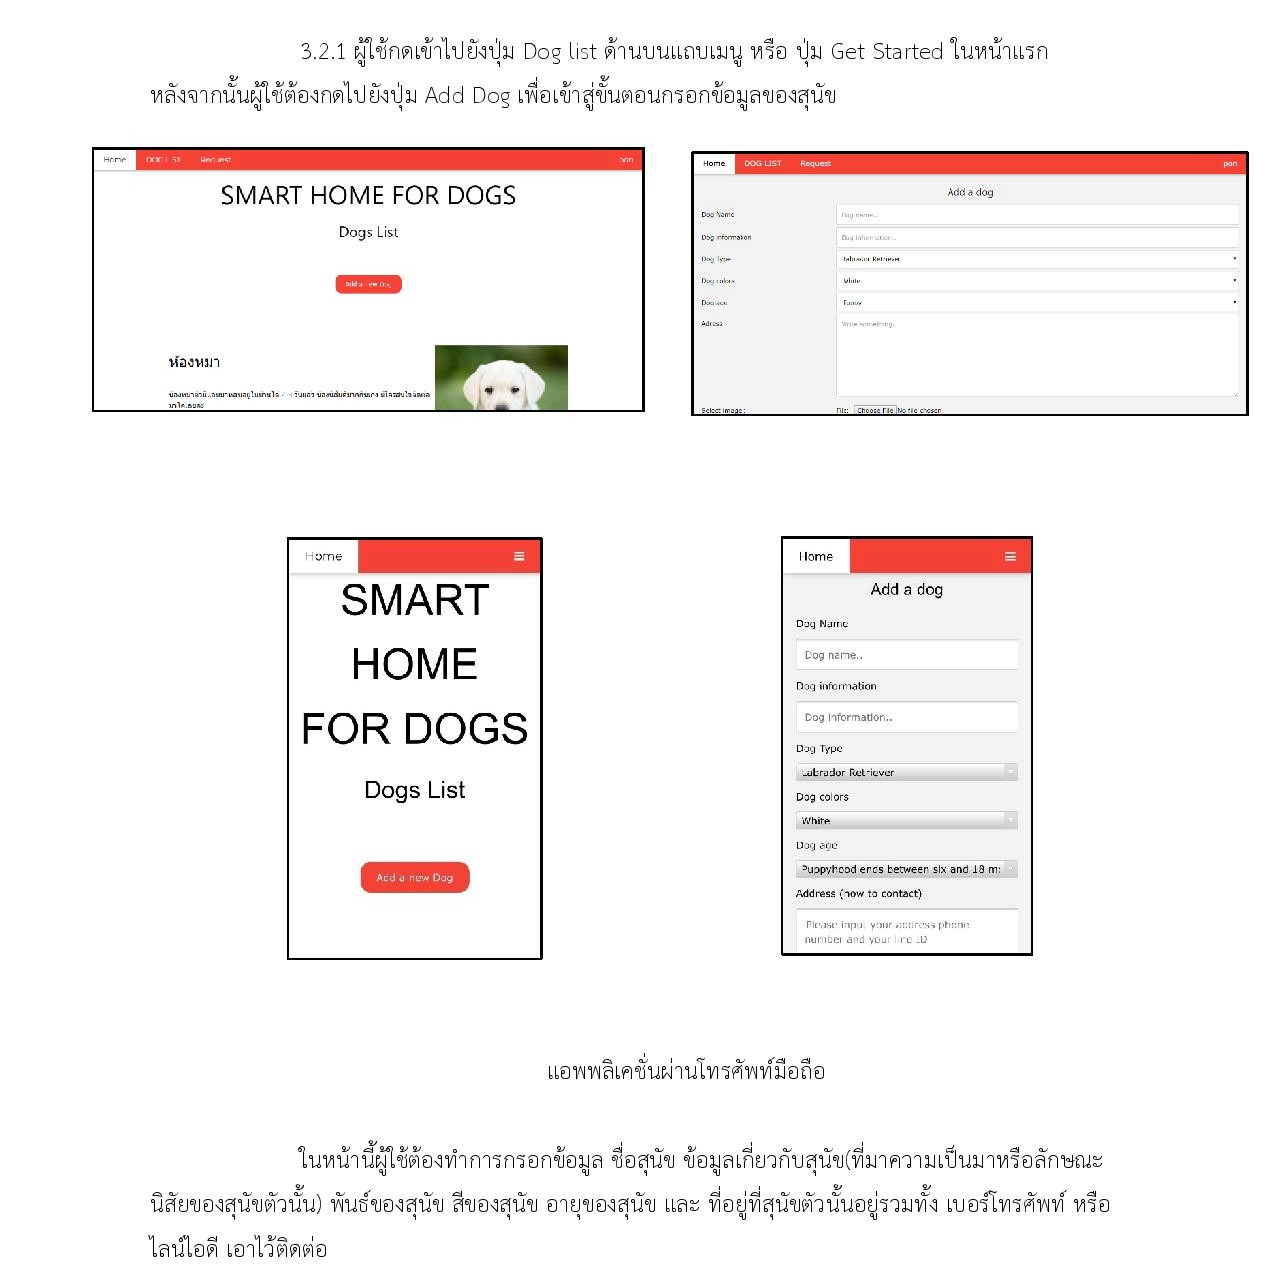 3.2.1 ผู้ใช้กดเข้าไปยังปุ่ม Dog list ด้านบนแถบเมนู หรือ ปุ่ม Get Started ในหน้าแรก
หลังจากนั้นผู้ใช้ต้องกดไปยังปุ่ม Add Dog เพื่อเข้าสู่ขั้นตอนกรอกข้อมูลของสุนัข
Home DOG LIST Request pon
SMART HOME FOR DOGS
Dogs List
Add a new Dog
ห้องหมา
Home DOG LIST Request pon
Add a dog
Dog Name Dog name..
Dog information Dog information..
Dog Type Labrador Retriever
Dog colors White
Dog age Puppy
Adress Write something..
Select image : File: Choose File No file chosen
Home
SMART
HOME
FOR DOGS
Dogs List
Add a new Dog
Home
Add a dog
Dog Name
Dog name..
Dog information
Dog information..
Dog Type
Labrador Retriever
Dog colors
White
Dog age
Puppyhood ends between six and 18 m
Address (how to contact)
Please input your address phone
number and your line ID
แอพพลิเคชั่นผ่านโทรศัพท์มือถือ
ในหน้านี้ผู้ใช้ต้องทำการกรอกข้อมูล ชื่อสุนัข ข้อมูลเกี่ยวกับสุนัข(ที่มาความเป็นมาหรือลักษณะ
นิสัยของสุนัขตัวนั้น) พันธ์ของสุนัข สีของสุนัข อายุของสุนัข และ ที่อยู่ที่สุนัขตัวนั้นอยู่รวมทั้ง เบอร์โทรศัพท์ หรือ
ไลน์ไอดี เอาไว้ติดต่อ